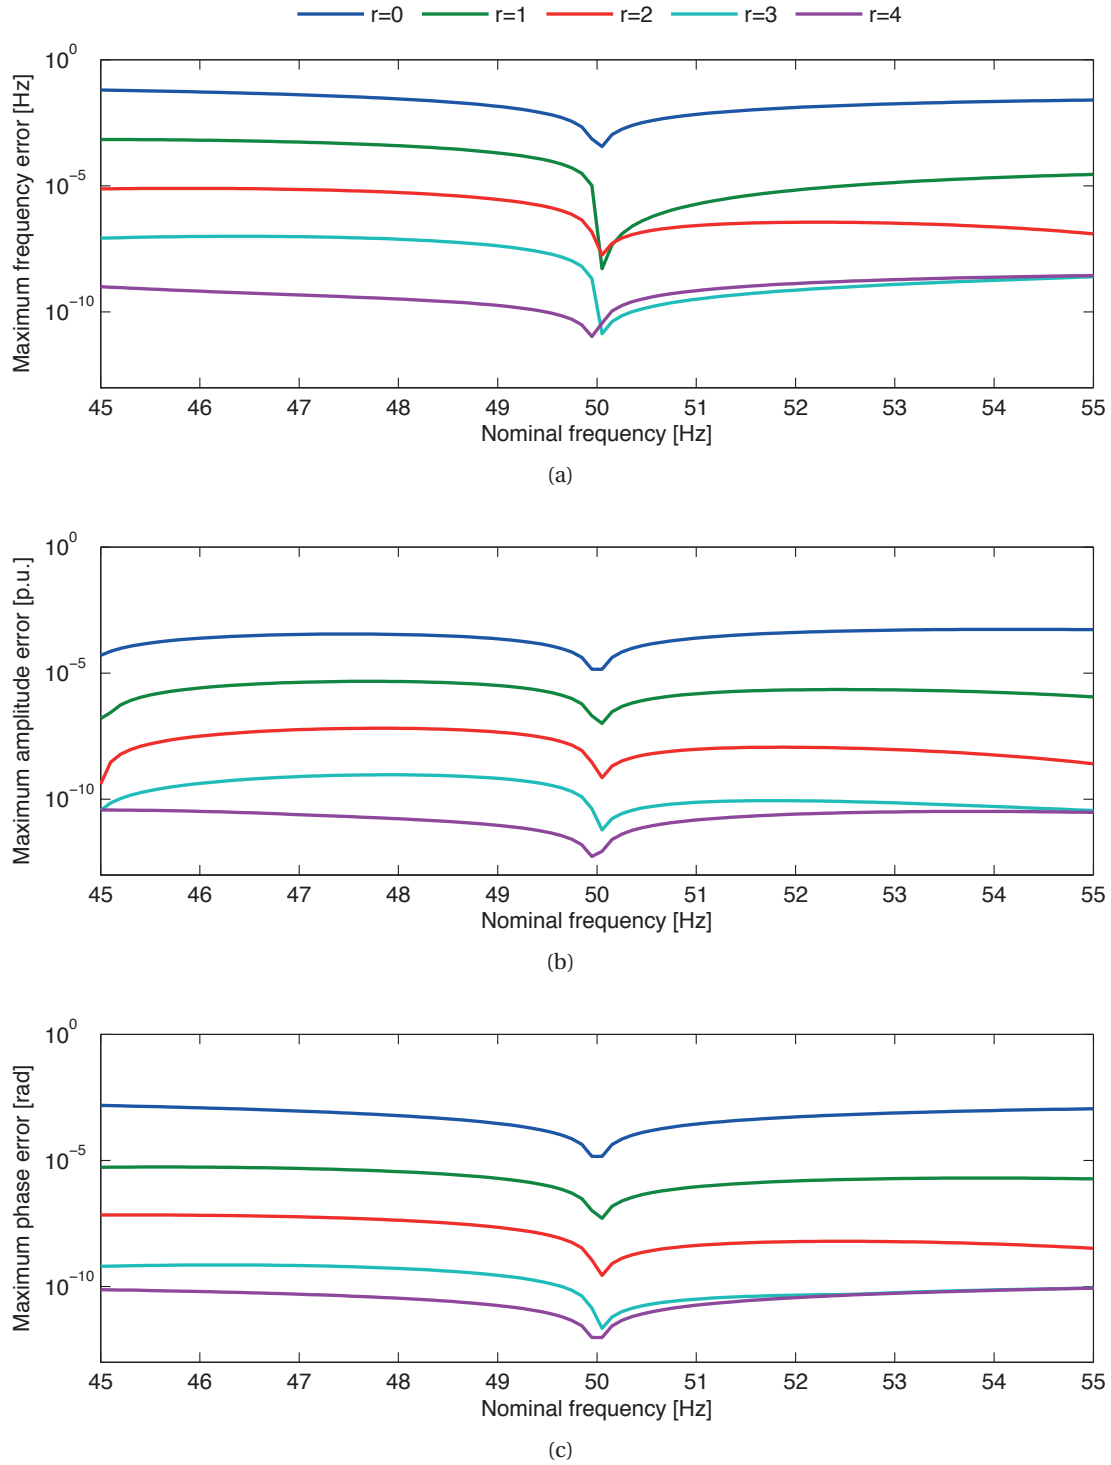 r=0 r=1 r=2 r=3 r=4
10^0
10^-5
10^-10
Maximum frequency error [Hz]
45 46 47 48 49 50 51 52 53 54 55
Nominal frequency [Hz]
(a)
10^0
10^-5
10^-10
Maximum amplitude error [p.u.]
45 46 47 48 49 50 51 52 53 54 55
Nominal frequency [Hz]
(b)
10^0
10^-5
10^-10
Maximum phase error [rad]
45 46 47 48 49 50 51 52 53 54 55
Nominal frequency [Hz]
(c)